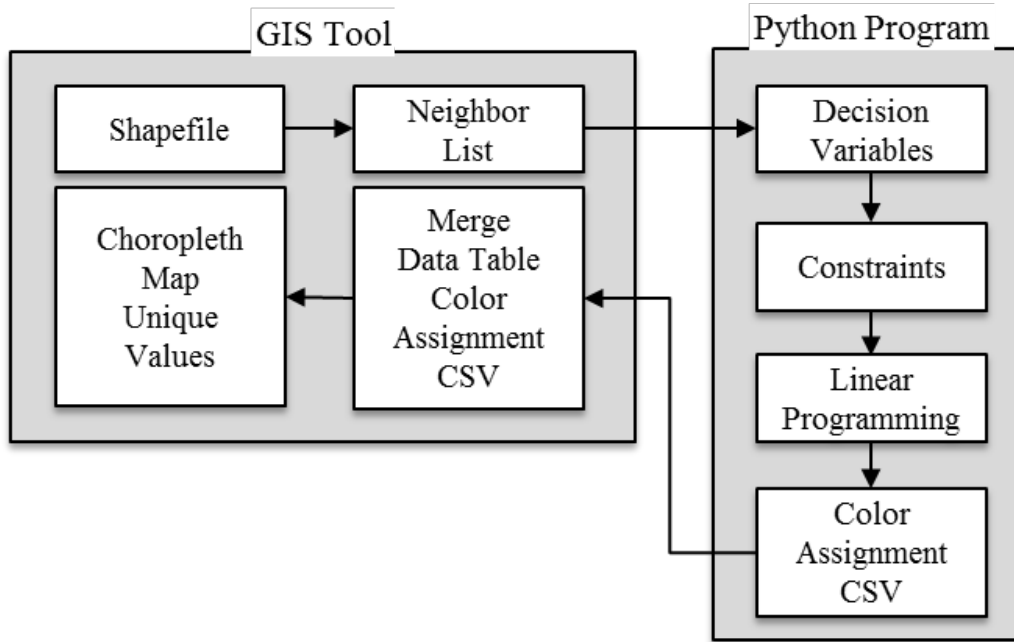 GIS Tool
Shapefile
Neighbor
List
Choropleth
Map
Unique
Values
Merge
Data Table
Color
Assignment
CSV
Python Program
Decision
Variables
Constraints
Linear
Programming
Color
Assignment
CSV